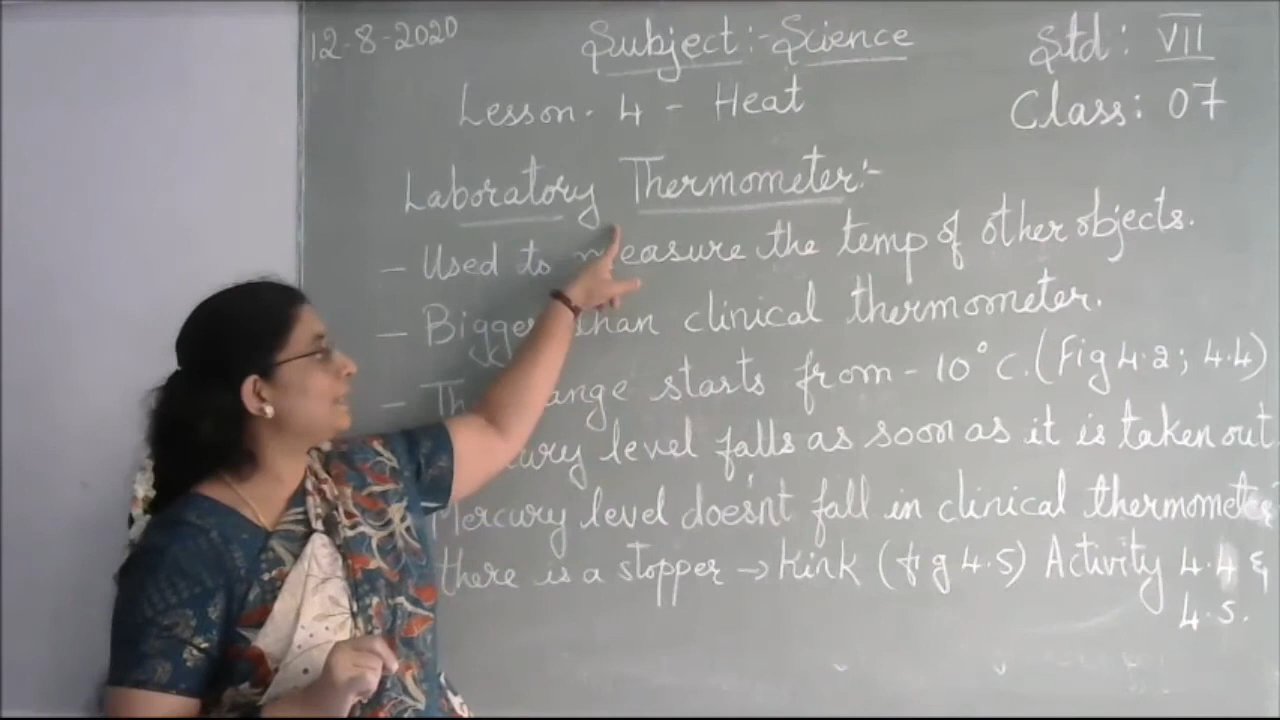 12-8-2020
Subject:- Science
Std: VII
Lesson. 4 - Heat
Class: 07
Laboratory Thermometer:-
- Used to measure the temp of other objects.
- Bigger than clinical thermometer.
- range starts from - 10°C. (Fig 4.2; 4.4)
level falls as soon as it is taken out
Mercury level does'nt fall in clinical thermometer
there is a stopper → kink (fig 4.5) Activity 4.4 &
4.5.